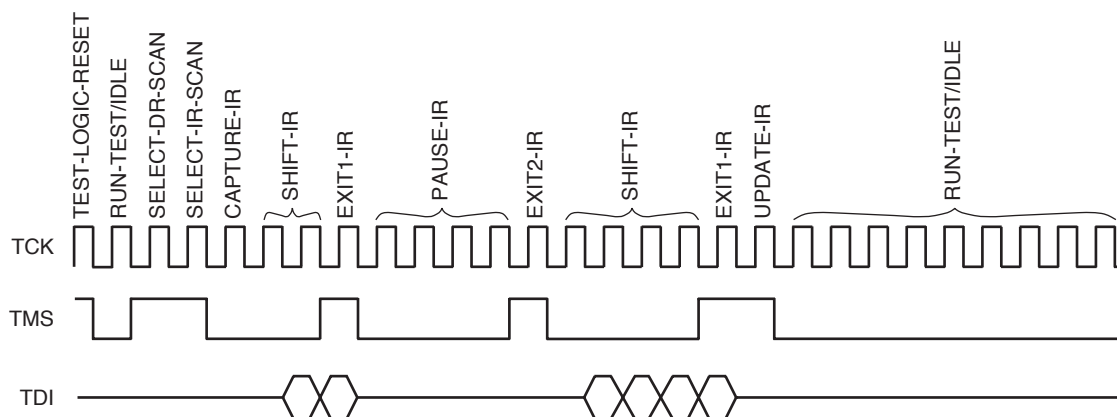 TEST-LOGIC-RESET
RUN-TEST/IDLE
SELECT-DR-SCAN
SELECT-IR-SCAN
CAPTURE-IR
SHIFT-IR
EXIT1-IR
PAUSE-IR
EXIT2-IR
SHIFT-IR
EXIT1-IR
UPDATE-IR
RUN-TEST/IDLE
TCK
TMS
TDI